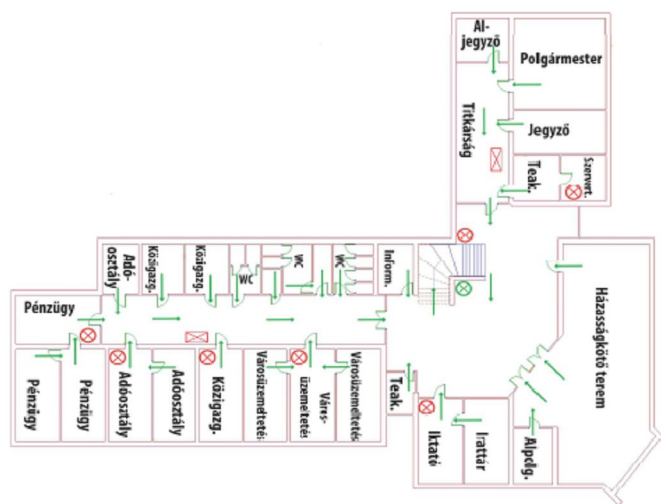 Al-
jegyző
Polgármester
Titkárság
Jegyző
Teak.
Szervert.
Adó-
osztály
Közigazg.
Közigazg.
WC
WC
WC
Inform.
Pénzügy
Házasságkötő terem
Pénzügy
Pénzügy
Adóosztály
Adóosztály
Közigazg.
Városüzemeltetés
Város-
üzemeltetés
Városüzemeltetés
Teak.
Iktató
Irattár
Alpolg.